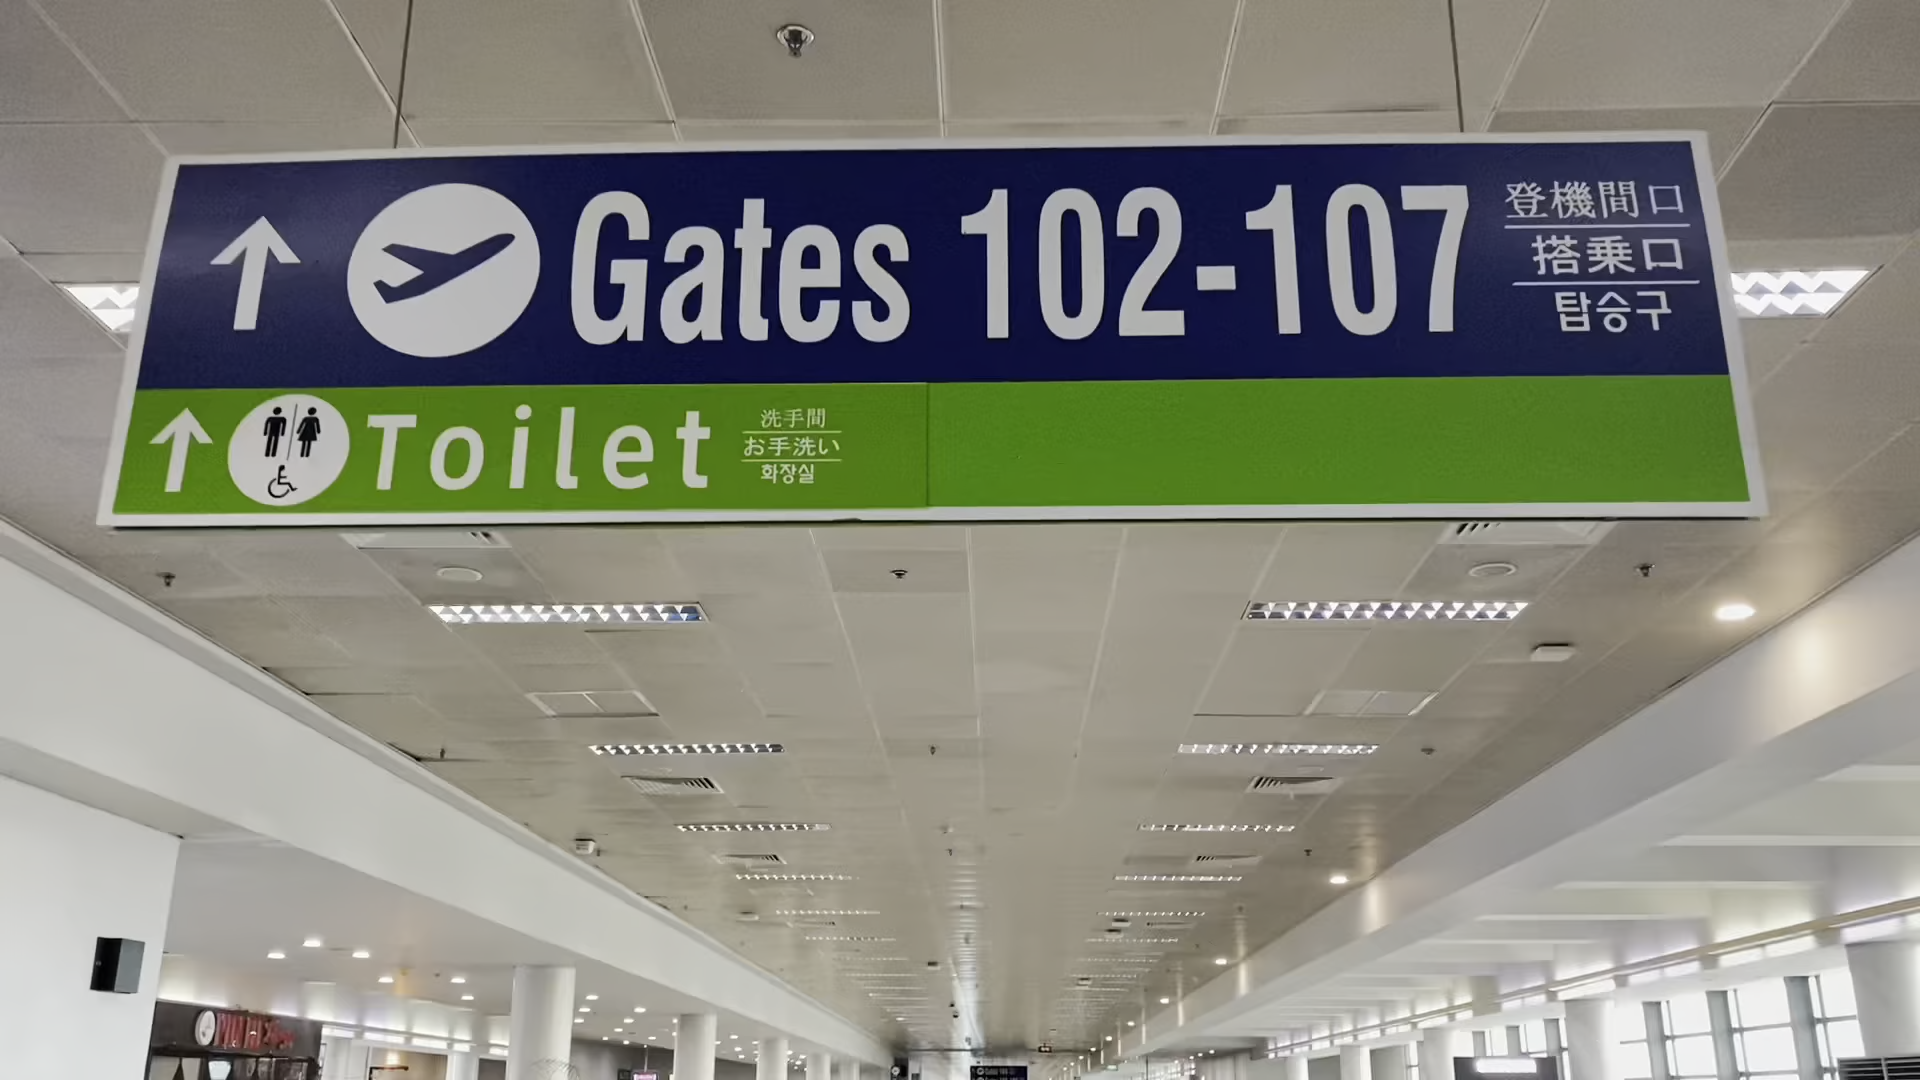 Gates 102-107
登機間口
搭乗口
탑승구
Toilet
洗手間
お手洗い
화장실